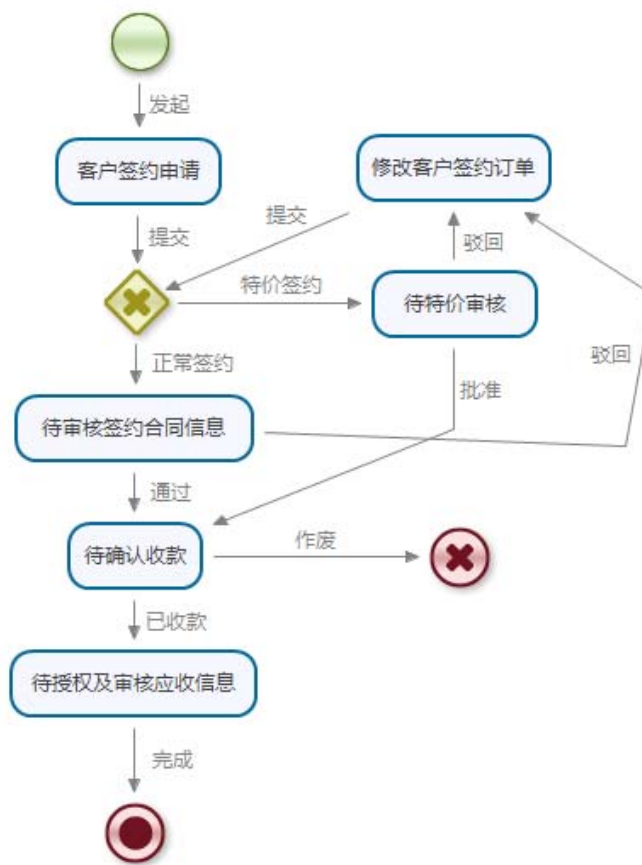 发起
客户签约申请
修改客户签约订单
提交
提交
驳回
特价签约
待特价审核
正常签约
驳回
批准
待审核签约合同信息
通过
待确认收款
作废
已收款
待授权及审核应收信息
完成